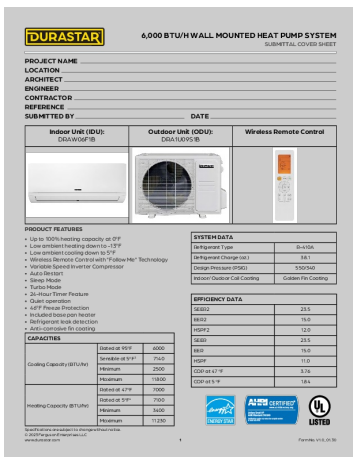 DURASTAR
6,000 BTU/H WALL MOUNTED HEAT PUMP SYSTEM
SUBMITTAL COVER SHEET
PROJECT NAME
LOCATION
ARCHITECT
ENGINEER
CONTRACTOR
REFERENCE
SUBMITTED BY DATE
Indoor Unit (IDU): DRAW06F1B
Outdoor Unit (ODU): DRA1U09S1B
Wireless Remote Control
PRODUCT FEATURES
• Up to 100% heating capacity at 0°F
• Low ambient heating down to –13°F
• Low ambient cooling down to 5°F
• Wireless Remote Control with "Follow Me" Technology
• Variable Speed Inverter Compressor
• Auto Restart
• Sleep Mode
• Turbo Mode
• 24-Hour Timer Feature
• Quiet operation
• 46°F Freeze Protection
• Included base pan heater
• Refrigerant leak detection
• Anti-corrosive fin coating
CAPACITIES
Cooling Capacity (BTU/h)
Rated at 95°F 6000
Sensible at 5°F² 7140
Minimum 2500
Maximum 11800
Heating Capacity (BTU/h)
Rated at 47°F 7000
Rated at 5°F² 7100
Minimum 3400
Maximum 11230
SYSTEM DATA
Refrigerant Type R-410A
Refrigerant Charge (oz.) 38.1
Design Pressure (PSIG) 550/340
Indoor/Outdoor Coil Coating Golden Fin Coating
EFFICIENCY DATA
SEER2 23.5
EER2 15.0
HSPF2 12.0
SEER 23.5
EER 15.0
HSPF 11.0
COP at 47 °F 3.76
COP at 5 °F 1.84
ENERGY STAR
AHRI CERTIFIED
UL
LISTED
Specifications are subject to change without notice.
© 2023 Ferguson Enterprises LLC
www.durastar.com 1